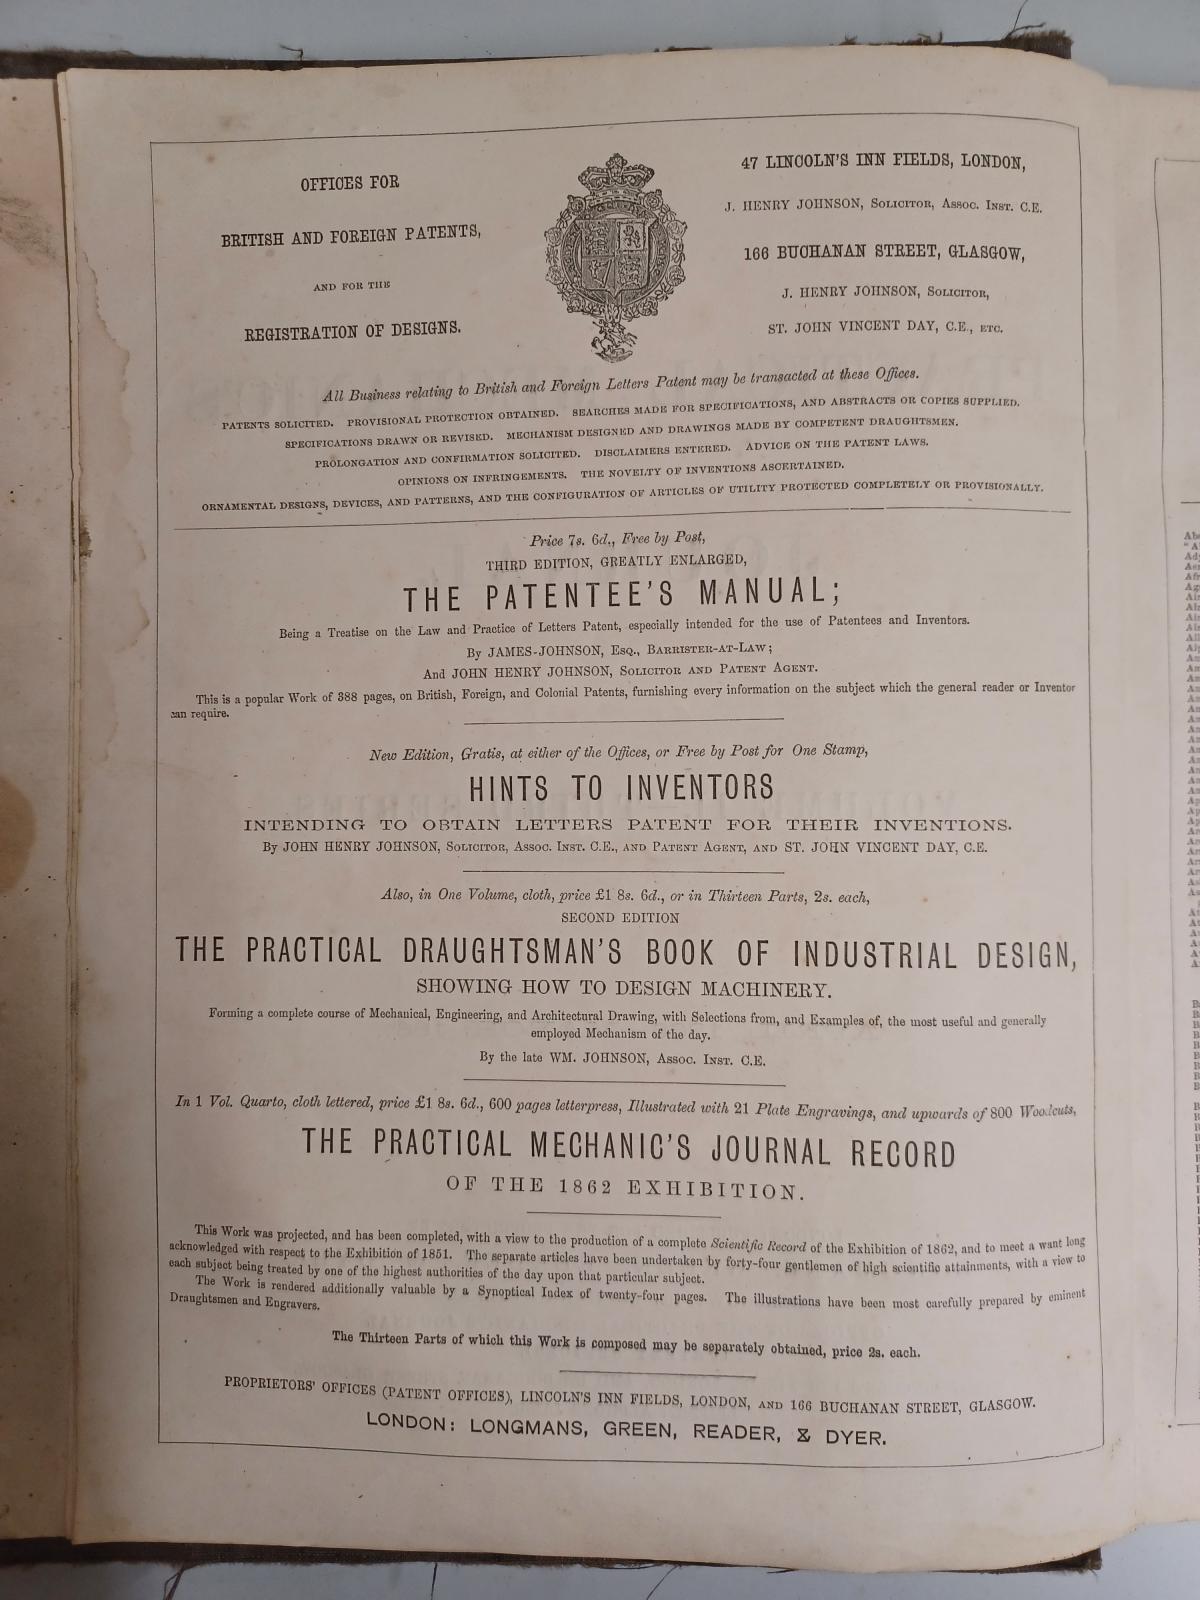 OFFICES FOR
BRITISH AND FOREIGN PATENTS,
AND FOR THE
REGISTRATION OF DESIGNS.
47 LINCOLN'S INN FIELDS, LONDON,
J. HENRY JOHNSON, SOLICITOR, ASSOC. INST. C.E.
166 BUCHANAN STREET, GLASGOW,
J. HENRY JOHNSON, SOLICITOR,
ST. JOHN VINCENT DAY, C.E., ETC.
All Business relating to British and Foreign Letters Patent may be transacted at these Offices.
PATENTS SOLICITED. PROVISIONAL PROTECTION OBTAINED. SEARCHES MADE FOR SPECIFICATIONS, AND ABSTRACTS OR COPIES SUPPLIED.
SPECIFICATIONS DRAWN OR REVISED. MECHANISM DESIGNED AND DRAWINGS MADE BY COMPETENT DRAUGHTSMEN.
PROLONGATION AND CONFIRMATION SOLICITED. DISCLAIMERS ENTERED. ADVICE ON THE PATENT LAWS.
OPINIONS ON INFRINGEMENTS. THE NOVELTY OF INVENTIONS ASCERTAINED.
ORNAMENTAL DESIGNS, DEVICES, AND PATTERNS, AND THE CONFIGURATION OF ARTICLES OF UTILITY PROTECTED COMPLETELY OR PROVISIONALLY.
Price 7s. 6d., Free by Post,
THIRD EDITION, GREATLY ENLARGED,
THE PATENTEE'S MANUAL;
Being a Treatise on the Law and Practice of Letters Patent, especially intended for the use of Patentees and Inventors.
By JAMES-JOHNSON, ESQ., BARRISTER-AT-LAW;
And JOHN HENRY JOHNSON, SOLICITOR AND PATENT AGENT.
This is a popular Work of 388 pages, on British, Foreign, and Colonial Patents, furnishing every information on the subject which the general reader or Inventor
can require.
New Edition, Gratis, at either of the Offices, or Free by Post for One Stamp,
HINTS TO INVENTORS
INTENDING TO OBTAIN LETTERS PATENT FOR THEIR INVENTIONS.
By JOHN HENRY JOHNSON, SOLICITOR, ASSOC. INST. C.E., AND PATENT AGENT, AND ST. JOHN VINCENT DAY, C.E.
Also, in One Volume, cloth, price £1 8s. 6d., or in Thirteen Parts, 2s. each,
SECOND EDITION
THE PRACTICAL DRAUGHTSMAN'S BOOK OF INDUSTRIAL DESIGN,
SHOWING HOW TO DESIGN MACHINERY.
Forming a complete course of Mechanical, Engineering, and Architectural Drawing, with Selections from, and Examples of, the most useful and generally
employed Mechanism of the day.
By the late WM. JOHNSON, ASSOC. INST. C.E.
In 1 Vol. Quarto, cloth lettered, price £1 8s. 6d., 600 pages letterpress, Illustrated with 21 Plate Engravings, and upwards of 800 Woodcuts,
THE PRACTICAL MECHANIC'S JOURNAL RECORD
OF THE 1862 EXHIBITION.
This Work was projected, and has been completed, with a view to the production of a complete Scientific Record of the Exhibition of 1862, and to meet a want long
acknowledged with respect to the Exhibition of 1851. The separate articles have been undertaken by forty-four gentlemen of high scientific attainments, with a view to
each subject being treated by one of the highest authorities of the day upon that particular subject.
The Work is rendered additionally valuable by a Synoptical Index of twenty-four pages. The illustrations have been most carefully prepared by eminent
Draughtsmen and Engravers.
The Thirteen Parts of which this Work is composed may be separately obtained, price 2s. each.
PROPRIETORS' OFFICES (PATENT OFFICES), LINCOLN'S INN FIELDS, LONDON, AND 166 BUCHANAN STREET, GLASGOW.
LONDON: LONGMANS, GREEN, READER, & DYER.